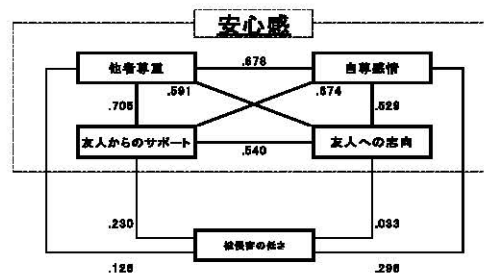 安心感
他者尊重
.678
自尊感情
.591
.674
.705
.529
友人からのサポート
.540
友人への志向
.230
.033
被侵害の低さ
.126
.296